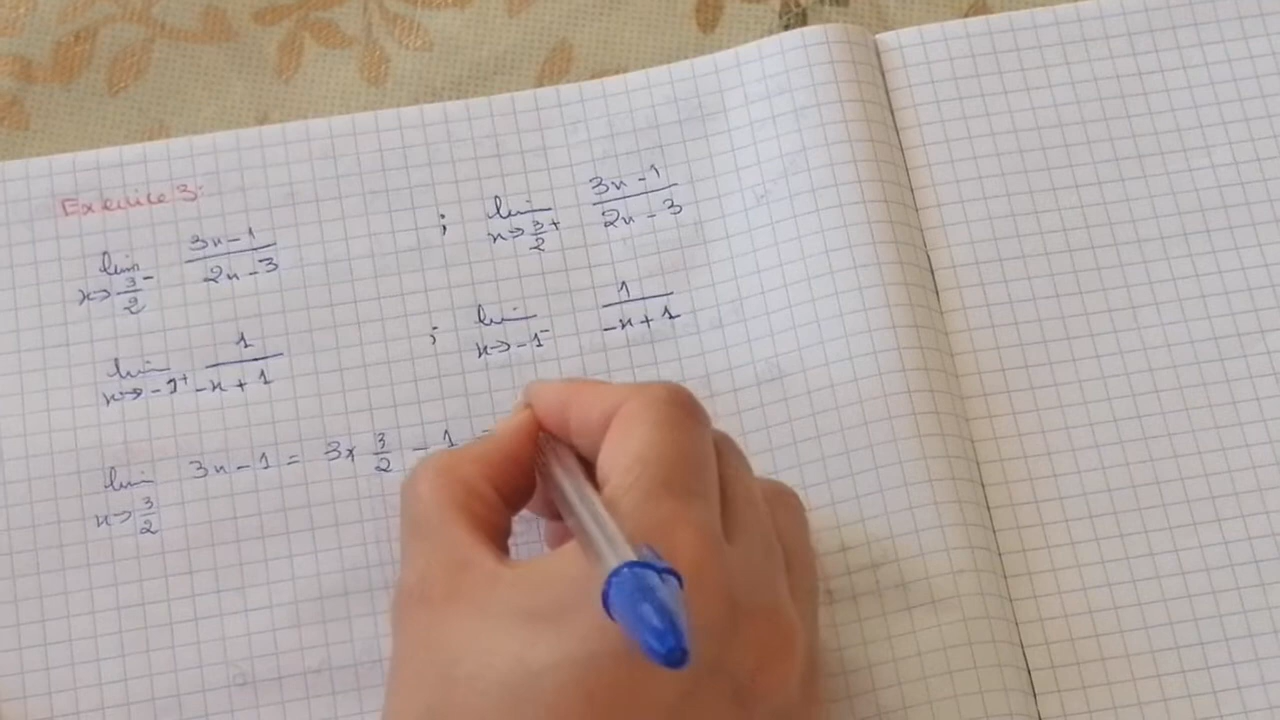 Exercice 3:
lim x→3/2⁻ (3x-1)/(2x-3) ; lim x→3/2⁺ (3x-1)/(2x-3)
lim x→-1⁺ 1/(-x+1) ; lim x→-1⁻ 1/(-x+1)
lim x→3/2 3x-1 = 3× 3/2 - 1